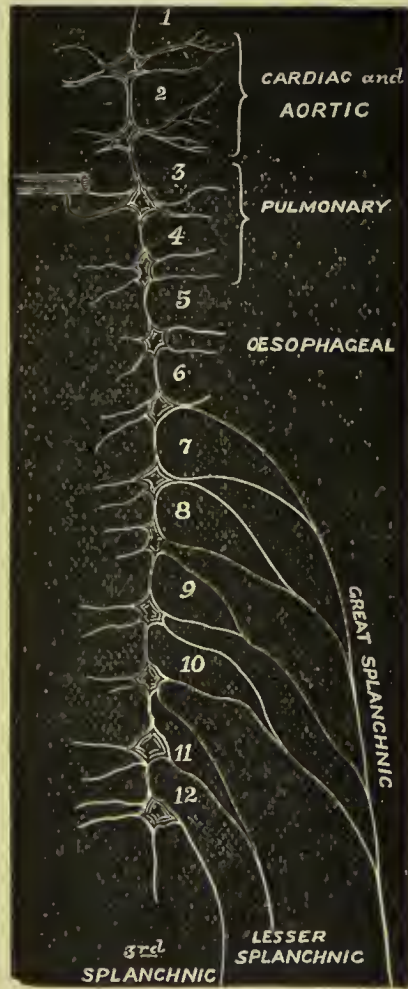 1
2
CARDIAC and
AORTIC
3
PULMONARY
4
5
OESOPHAGEAL
6
7
8
9
GREAT SPLANCHNIC
10
11
12
3rd
SPLANCHNIC
LESSER
SPLANCHNIC